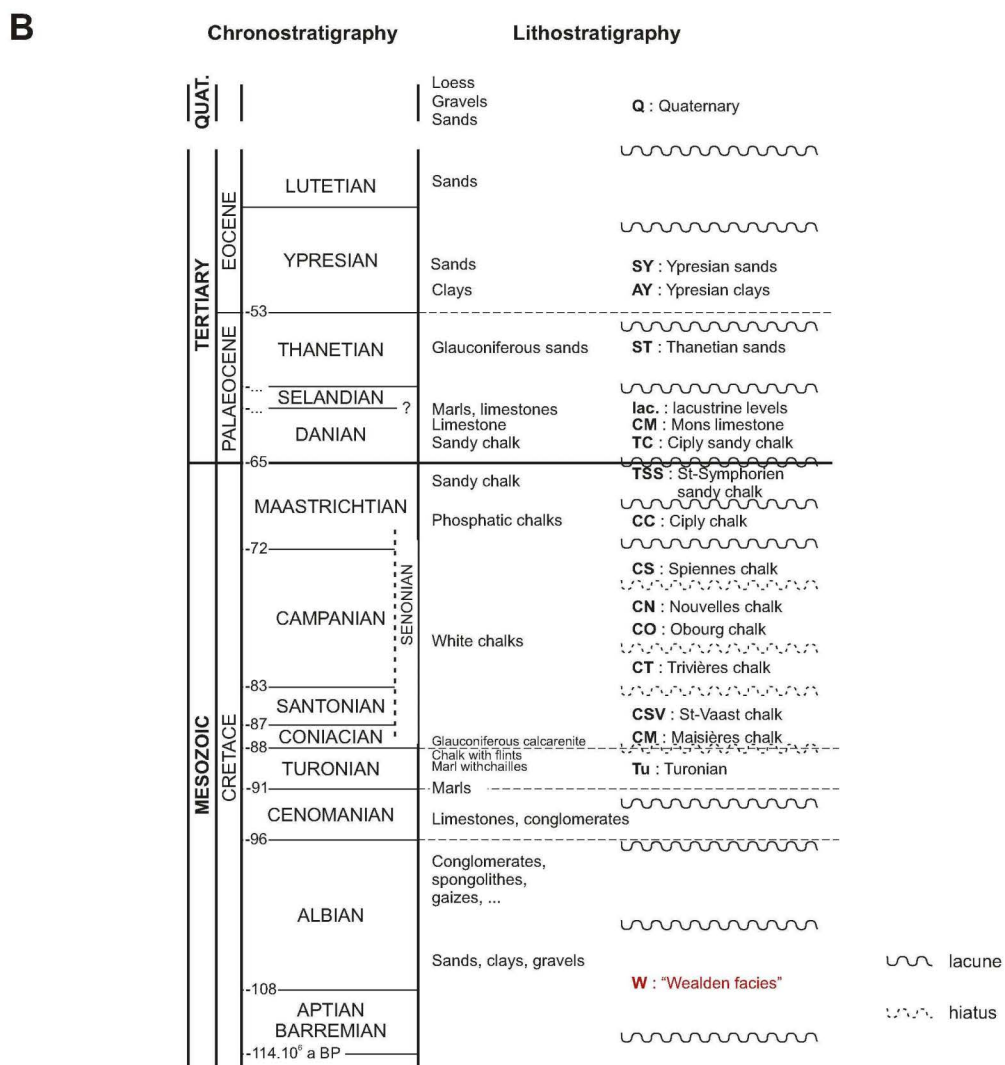 B
Chronostratigraphy Lithostratigraphy
QUAT.
Loess
Gravels
Sands
Q : Quaternary
TERTIARY
EOCENE
LUTETIAN
Sands
YPRESIAN
Sands
SY : Ypresian sands
Clays
AY : Ypresian clays
-53
PALAEOCENE
THANETIAN
Glauconiferous sands
ST : Thanetian sands
-...
SELANDIAN
-... ?
Marls, limestones
lac. : lacustrine levels
Limestone
CM : Mons limestone
DANIAN
Sandy chalk
TC : Ciply sandy chalk
-65
MESOZOIC
CRETACE
MAASTRICHTIAN
Sandy chalk
TSS : St-Symphorien
sandy chalk
Phosphatic chalks
CC : Ciply chalk
-72
SENONIAN
CS : Spiennes chalk
CAMPANIAN
CN : Nouvelles chalk
CO : Obourg chalk
White chalks
CT : Trivières chalk
-83
SANTONIAN
CSV : St-Vaast chalk
-87
CONIACIAN
Glauconiferous calcarenite
CM : Maisières chalk
-88
Chalk with flints
TURONIAN
Marl withchailles
Tu : Turonian
-91
Marls
CENOMANIAN
Limestones, conglomerates
-96
Conglomerates,
spongolithes,
gaizes, ...
ALBIAN
Sands, clays, gravels
W : “Wealden facies”
-108
APTIAN
BARREMIAN
-114.10⁶ a BP
lacune
hiatus